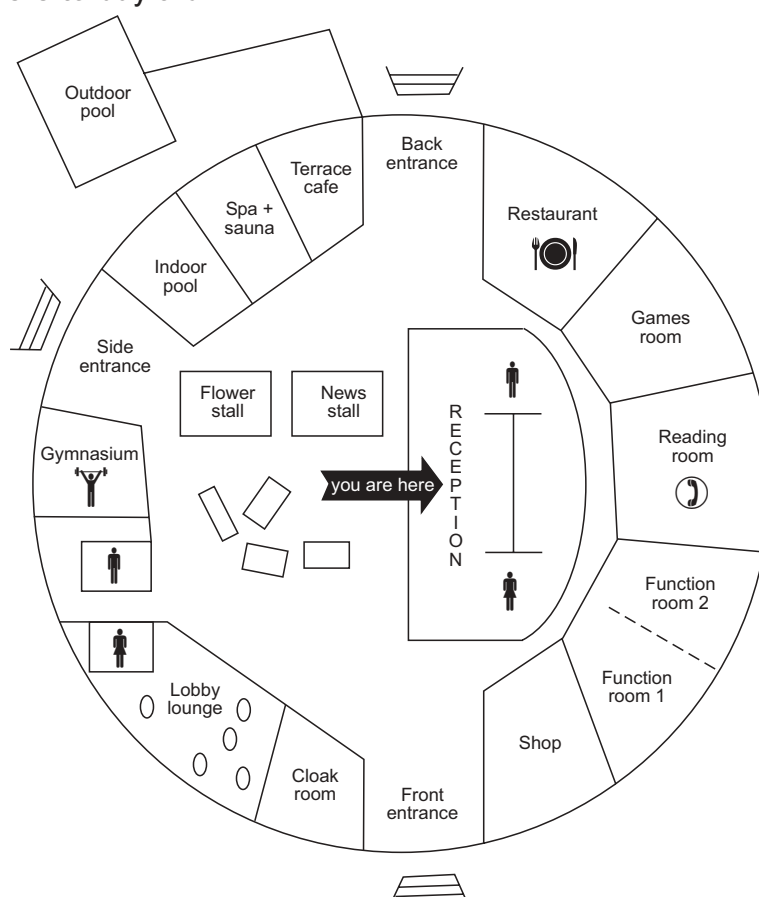 Outdoor
pool
Back
entrance
Terrace
cafe
Spa +
sauna
Restaurant
Indoor
pool
Games
room
Side
entrance
Flower
stall
News
stall
RECEPTION
Reading
room
Gymnasium
you are here
Function
room 2
Function
room 1
Lobby
lounge
Shop
Cloak
room
Front
entrance